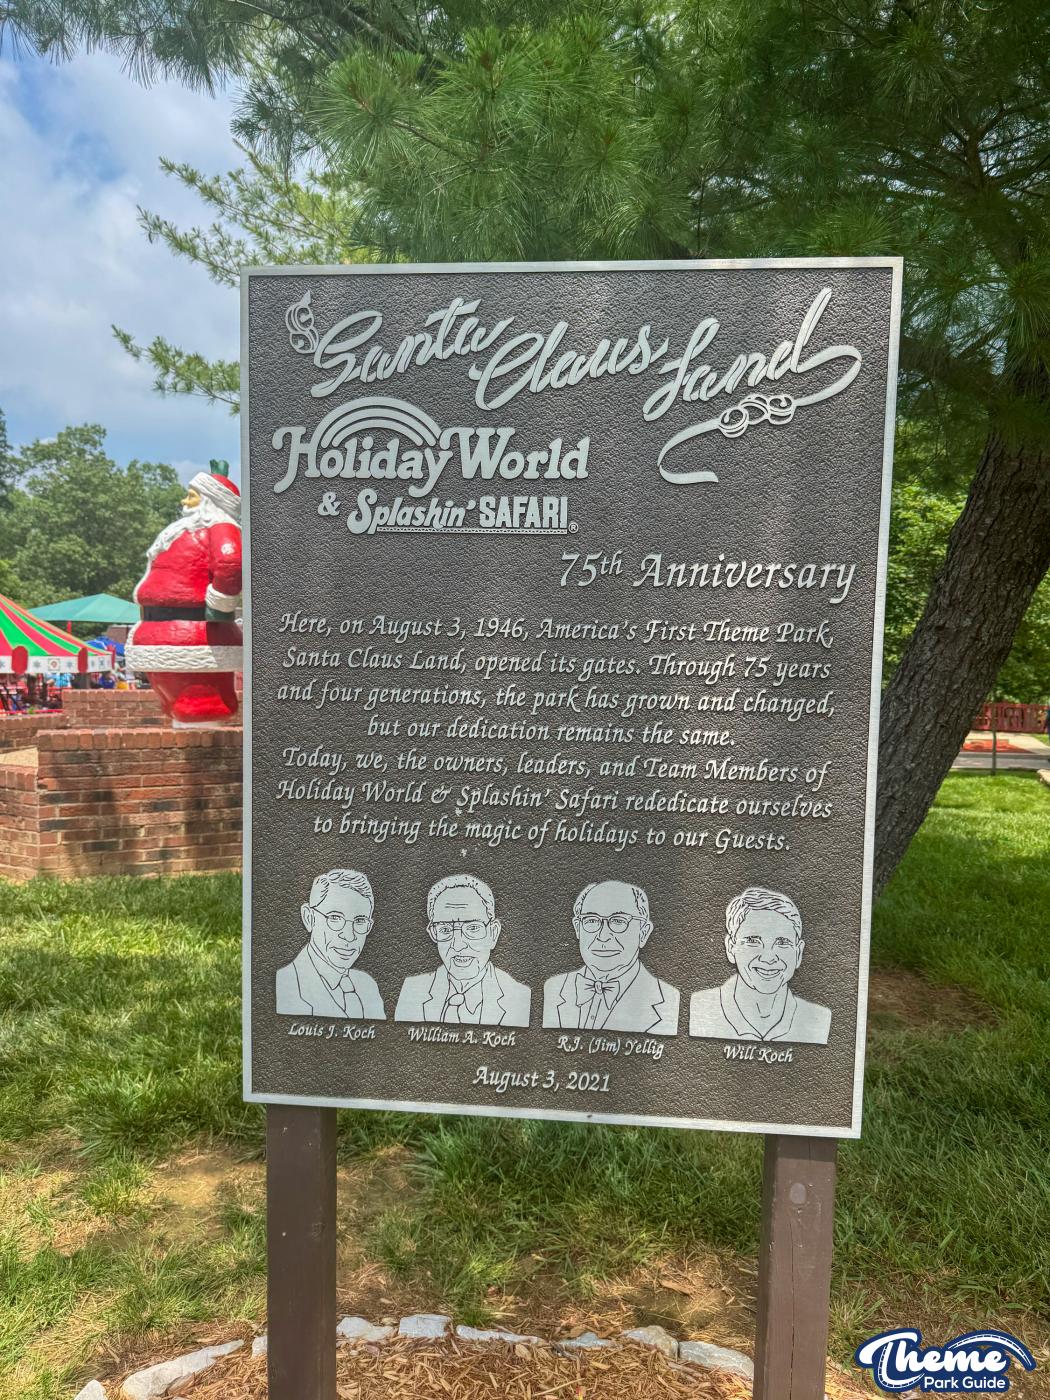 Santa Claus Land
Holiday World
& Splashin' SAFARI®
75th Anniversary
Here, on August 3, 1946, America's First Theme Park,
Santa Claus Land, opened its gates. Through 75 years
and four generations, the park has grown and changed,
but our dedication remains the same.
Today, we, the owners, leaders, and Team Members of
Holiday World & Splashin' Safari rededicate ourselves
to bringing the magic of holidays to our Guests.
Louis J. Koch
William A. Koch
R.J. (Jim) Yellig
Will Koch
August 3, 2021
Theme
Park Guide